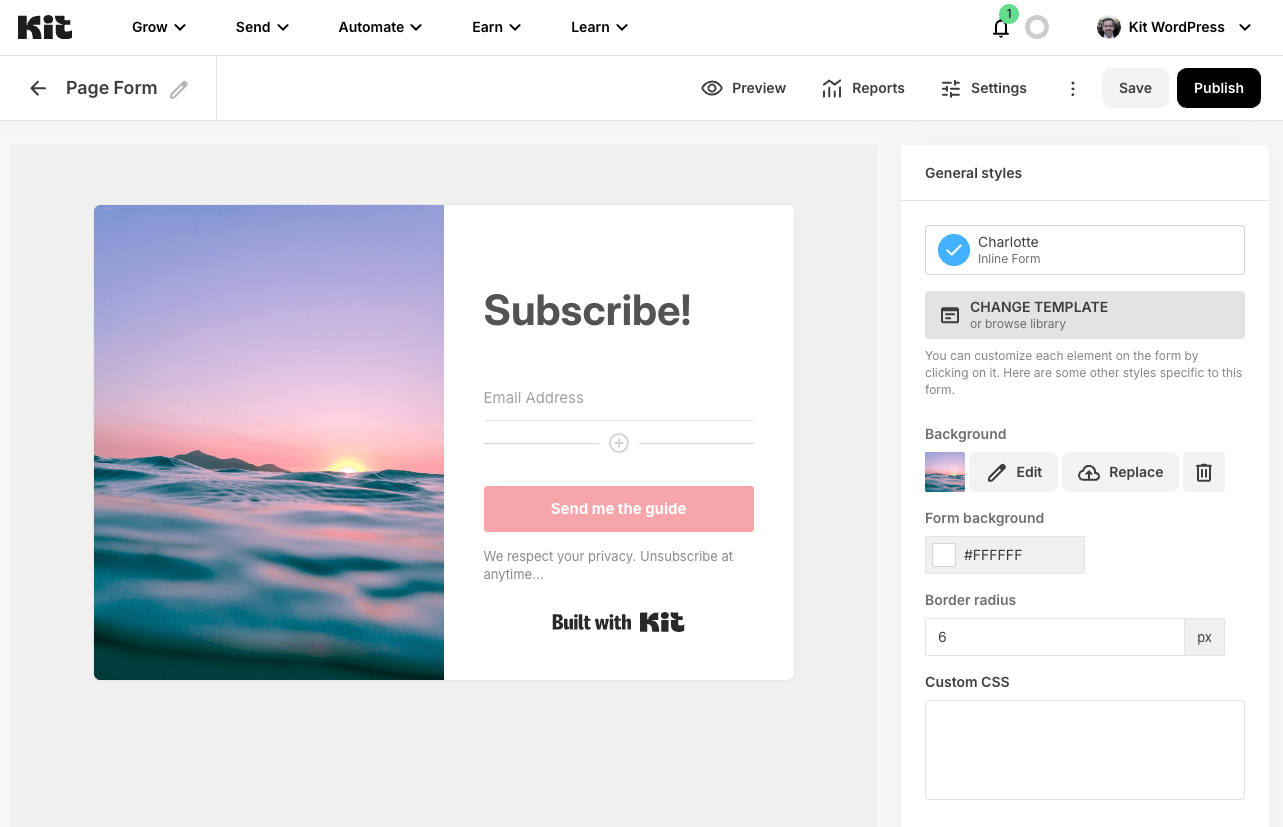 Kit
Grow
Send
Automate
Earn
Learn
1
Kit WordPress
Page Form
Preview
Reports
Settings
Save
Publish
Subscribe!
Email Address
Send me the guide
We respect your privacy. Unsubscribe at
anytime...
Built with Kit
General styles
Charlotte
Inline Form
CHANGE TEMPLATE
or browse library
You can customize each element on the form by
clicking on it. Here are some other styles specific to this
form.
Background
Edit
Replace
Form background
#FFFFFF
Border radius
6
px
Custom CSS